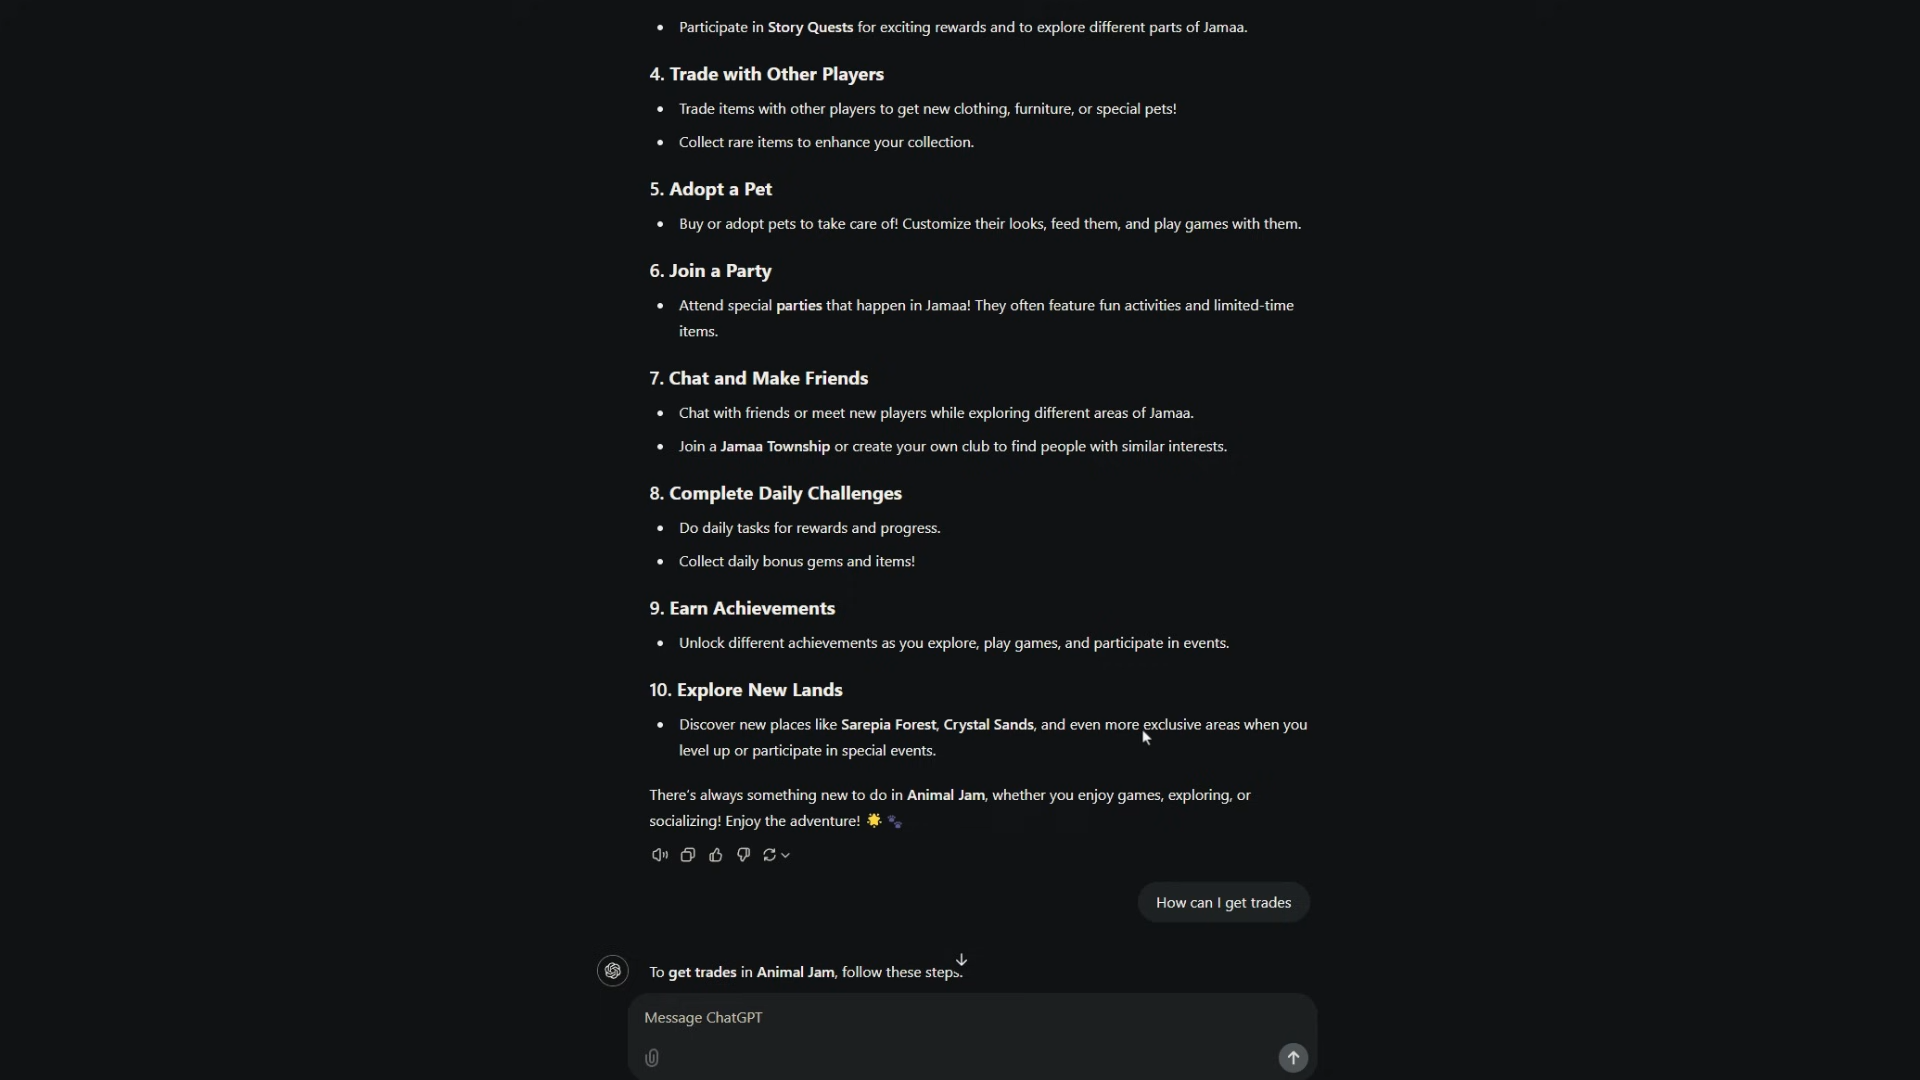 • Participate in Story Quests for exciting rewards and to explore different parts of Jamaa.
4. Trade with Other Players
• Trade items with other players to get new clothing, furniture, or special pets!
• Collect rare items to enhance your collection.
5. Adopt a Pet
• Buy or adopt pets to take care of! Customize their looks, feed them, and play games with them.
6. Join a Party
• Attend special parties that happen in Jamaa! They often feature fun activities and limited-time
items.
7. Chat and Make Friends
• Chat with friends or meet new players while exploring different areas of Jamaa.
• Join a Jamaa Township or create your own club to find people with similar interests.
8. Complete Daily Challenges
• Do daily tasks for rewards and progress.
• Collect daily bonus gems and items!
9. Earn Achievements
• Unlock different achievements as you explore, play games, and participate in events.
10. Explore New Lands
• Discover new places like Sarepia Forest, Crystal Sands, and even more exclusive areas when you
level up or participate in special events.
There's always something new to do in Animal Jam, whether you enjoy games, exploring, or
socializing! Enjoy the adventure! 🌟 🐾
How can I get trades
To get trades in Animal Jam, follow these steps:
Message ChatGPT